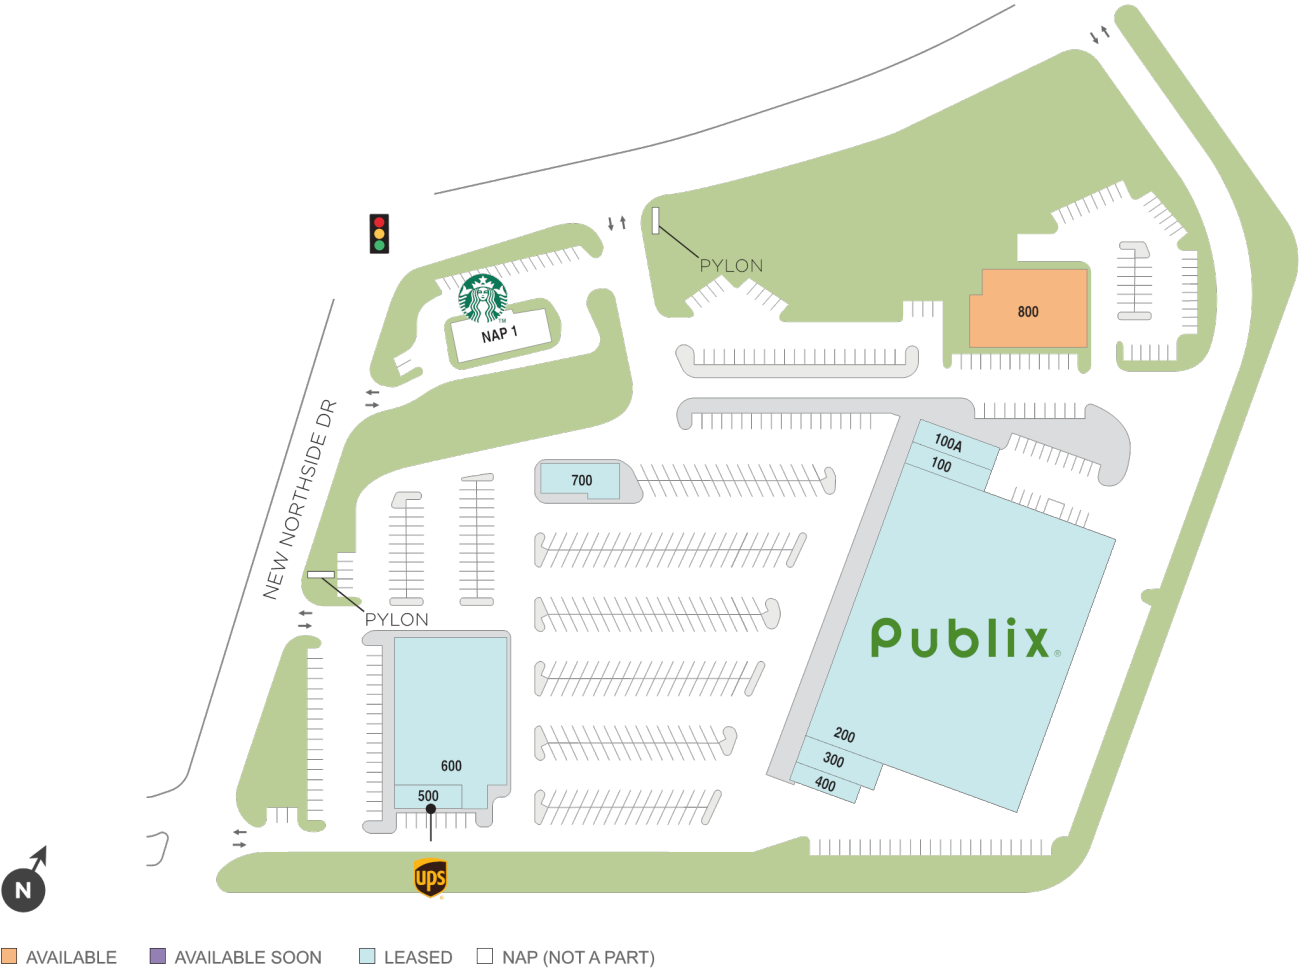 PYLON
800
™
NAP 1
NEW NORTHSIDE DR
100A
100
700
PYLON
Publix®
200
300
400
600
500
ups
N
AVAILABLE
AVAILABLE SOON
LEASED
NAP (NOT A PART)